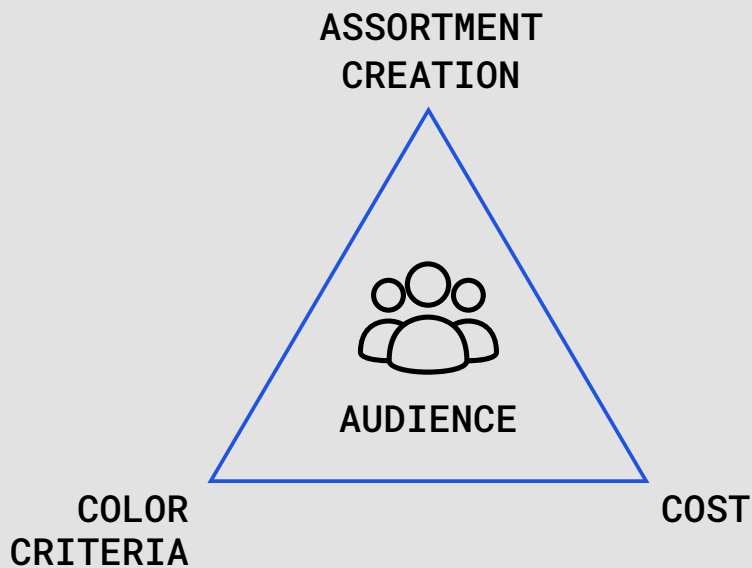 ASSORTMENT
CREATION
AUDIENCE
COLOR
CRITERIA
COST